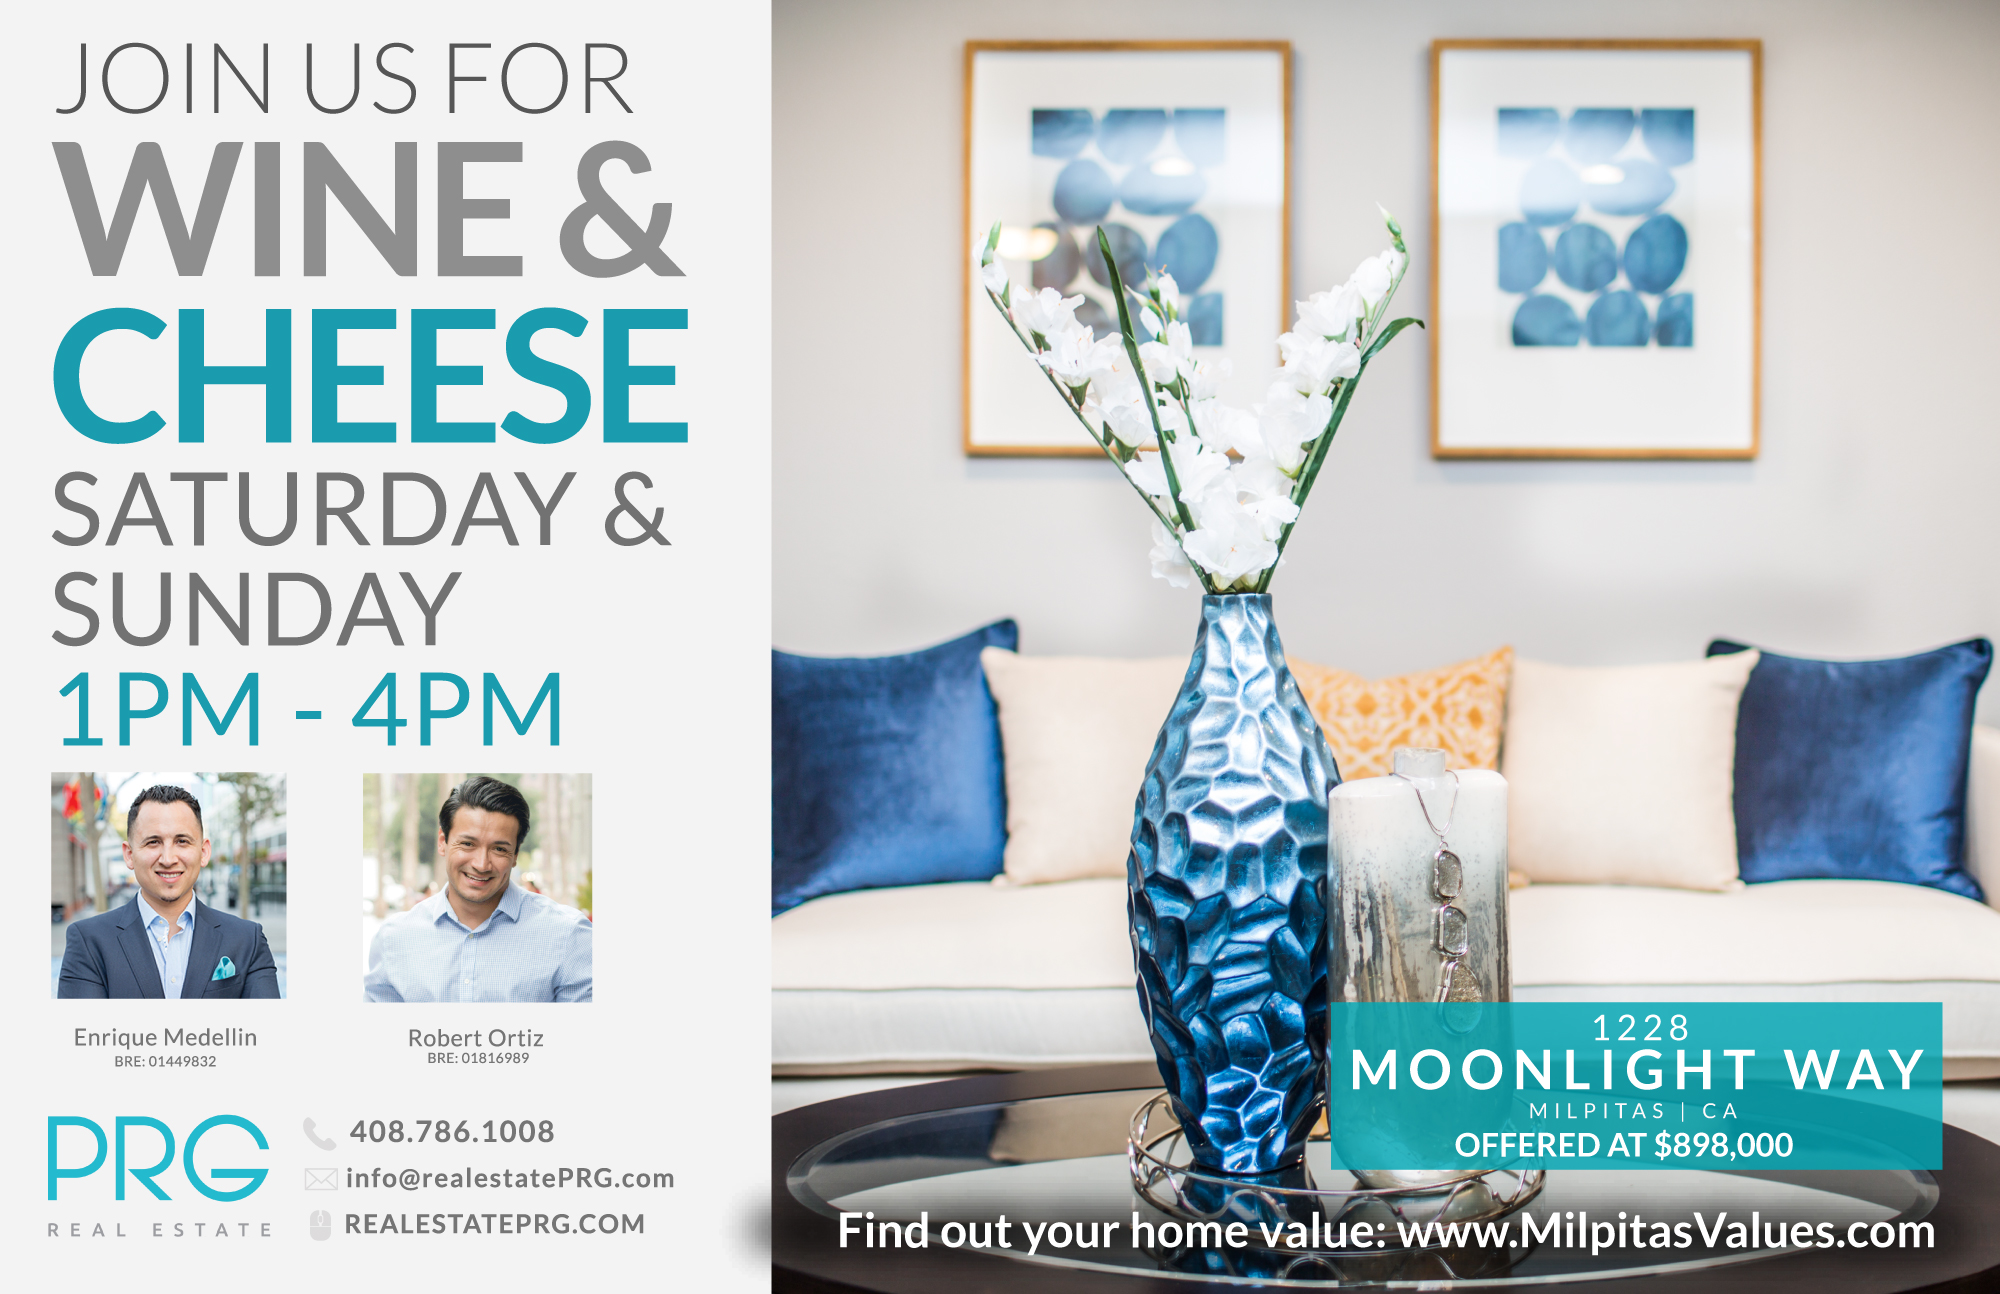 JOIN US FOR
WINE &
CHEESE
SATURDAY &
SUNDAY
1PM - 4PM
Enrique Medellin
BRE: 01449832
Robert Ortiz
BRE: 01816989
PRG
REAL ESTATE
408.786.1008
info@realestatePRG.com
REALESTATEPRG.COM
1228
MOONLIGHT WAY
MILPITAS | CA
OFFERED AT $898,000
Find out your home value: www.MilpitasValues.com